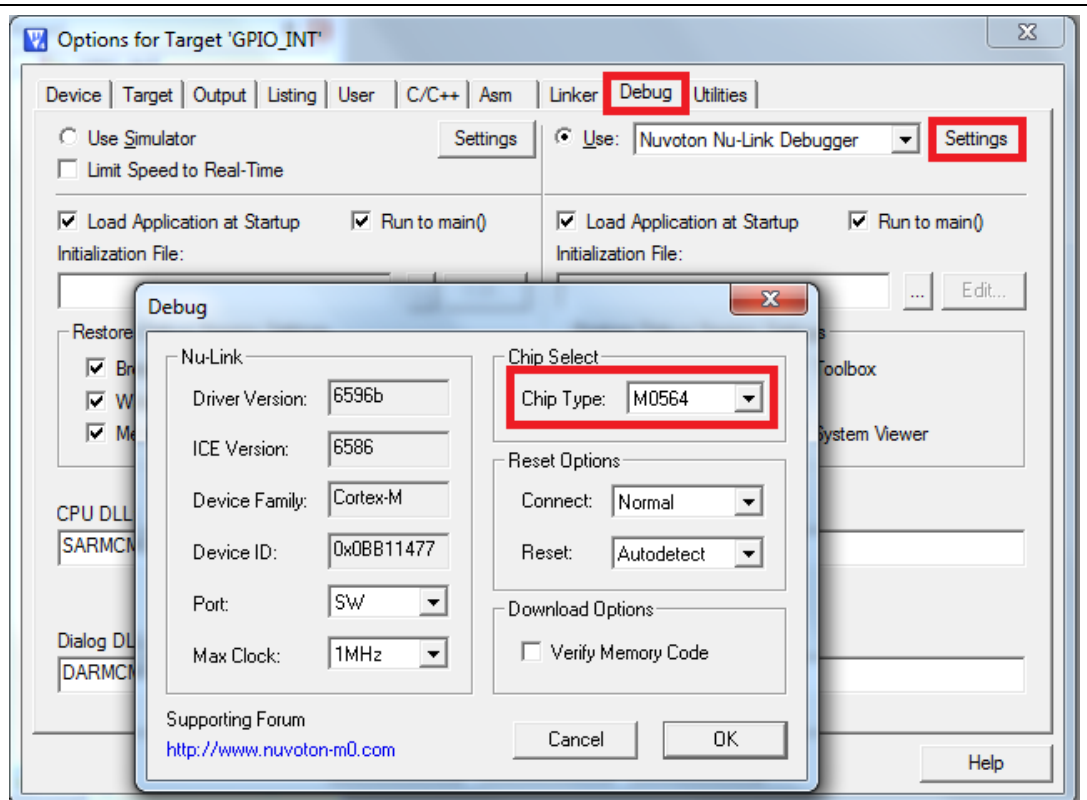 Options for Target 'GPIO_INT'
Device Target Output Listing User C/C++ Asm Linker Debug Utilities
Use Simulator Settings Use: Nuvoton Nu-Link Debugger Settings
Limit Speed to Real-Time
Load Application at Startup Run to main() Load Application at Startup Run to main()
Initialization File: Initialization File:
... Edit...
Debug
Restore
Toolbox
System Viewer
CPU DLL
SARMCM
Dialog DL
DARMCM
Nu-Link
Driver Version: 6596b
ICE Version: 6586
Device Family: Cortex-M
Device ID: 0x0BB11477
Port: SW
Max Clock: 1MHz
Chip Select
Chip Type: M0564
Reset Options
Connect: Normal
Reset: Autodetect
Download Options
Verify Memory Code
Supporting Forum
http://www.nuvoton-m0.com
Cancel OK
Help